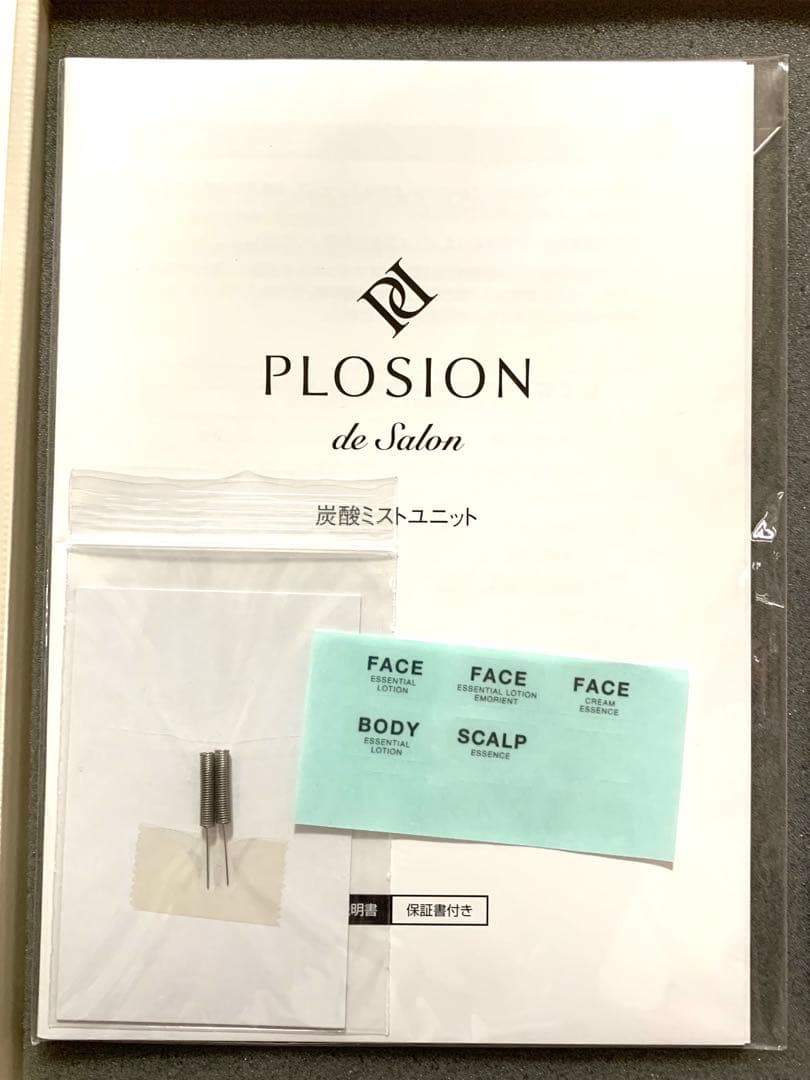 PLOSION
de Salon
炭酸ミストユニット
FACE
ESSENTIAL
LOTION
FACE
ESSENTIAL LOTION
EMORIENT
FACE
CREAM
ESSENCE
BODY
ESSENTIAL
LOTION
SCALP
ESSENCE
明書 保証書付き